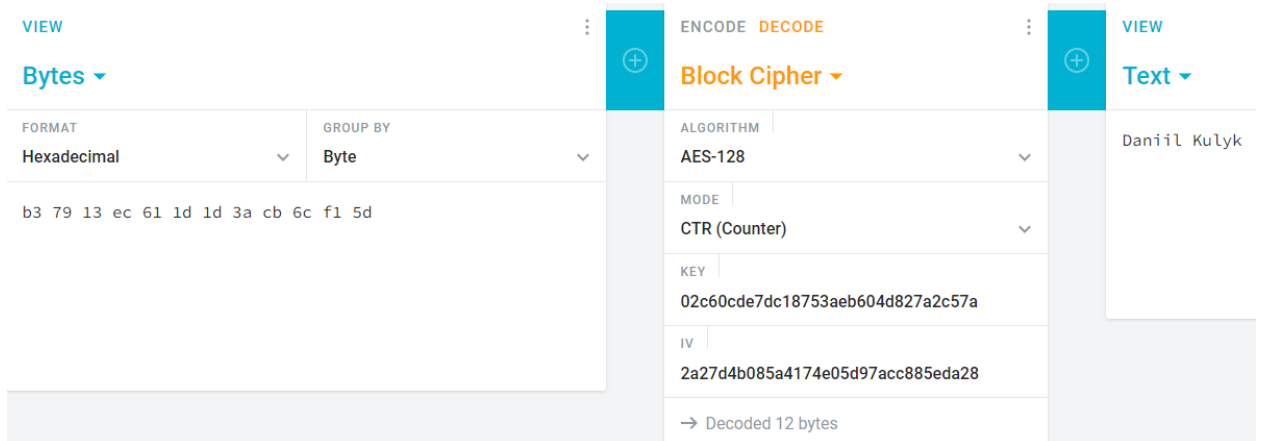 VIEW
Bytes
FORMAT
Hexadecimal
GROUP BY
Byte
b3 79 13 ec 61 1d 1d 3a cb 6c f1 5d
ENCODE DECODE
Block Cipher
ALGORITHM
AES-128
MODE
CTR (Counter)
KEY
02c60cde7dc18753aeb604d827a2c57a
IV
2a27d4b085a4174e05d97acc885eda28
→ Decoded 12 bytes
VIEW
Text
Daniil Kulyk